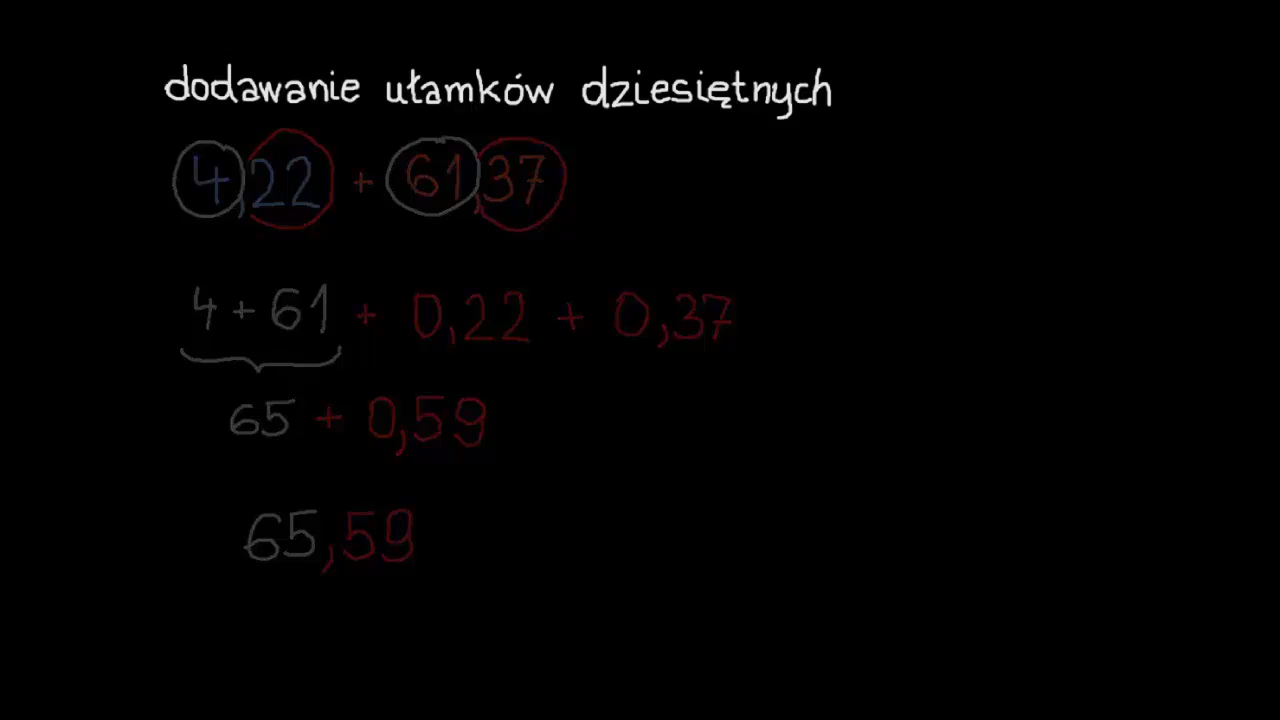 dodawanie ułamków dziesiętnych
4,22 + 61,37
4 + 61 + 0,22 + 0,37
65 + 0,59
65,59